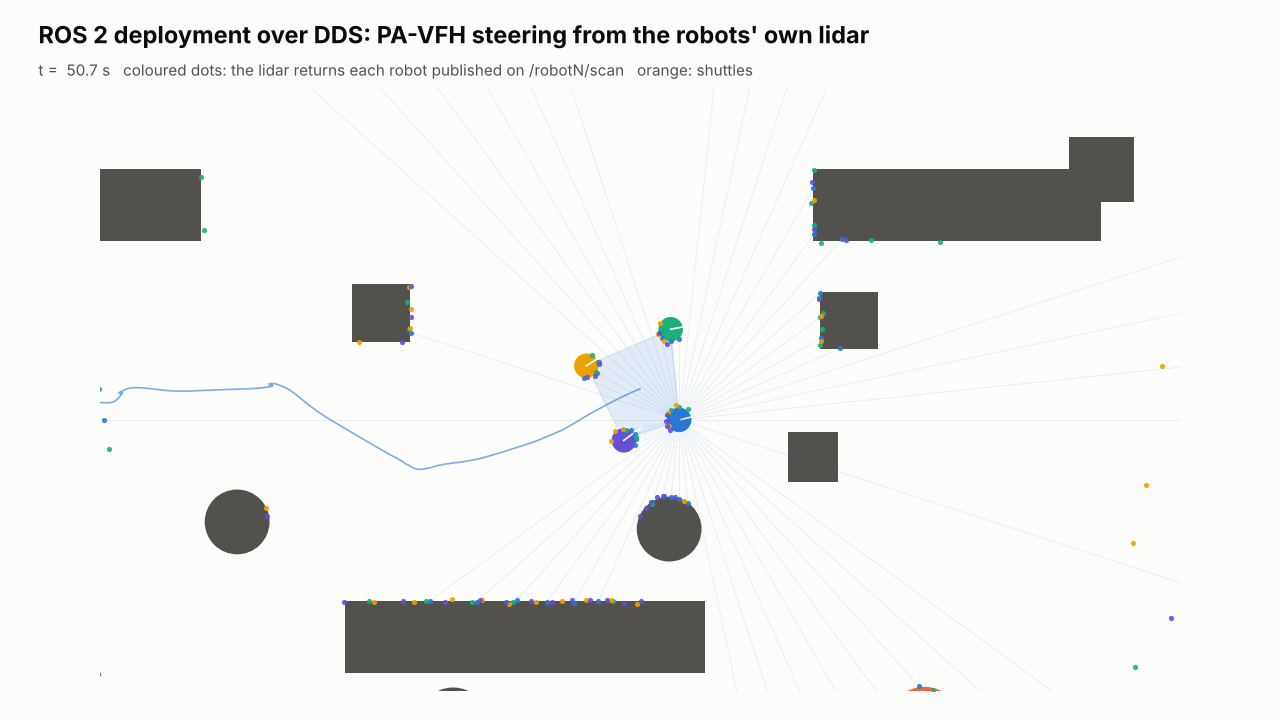 ROS 2 deployment over DDS: PA-VFH steering from the robots' own lidar
t =  50.7 s   coloured dots: the lidar returns each robot published on /robotN/scan   orange: shuttles